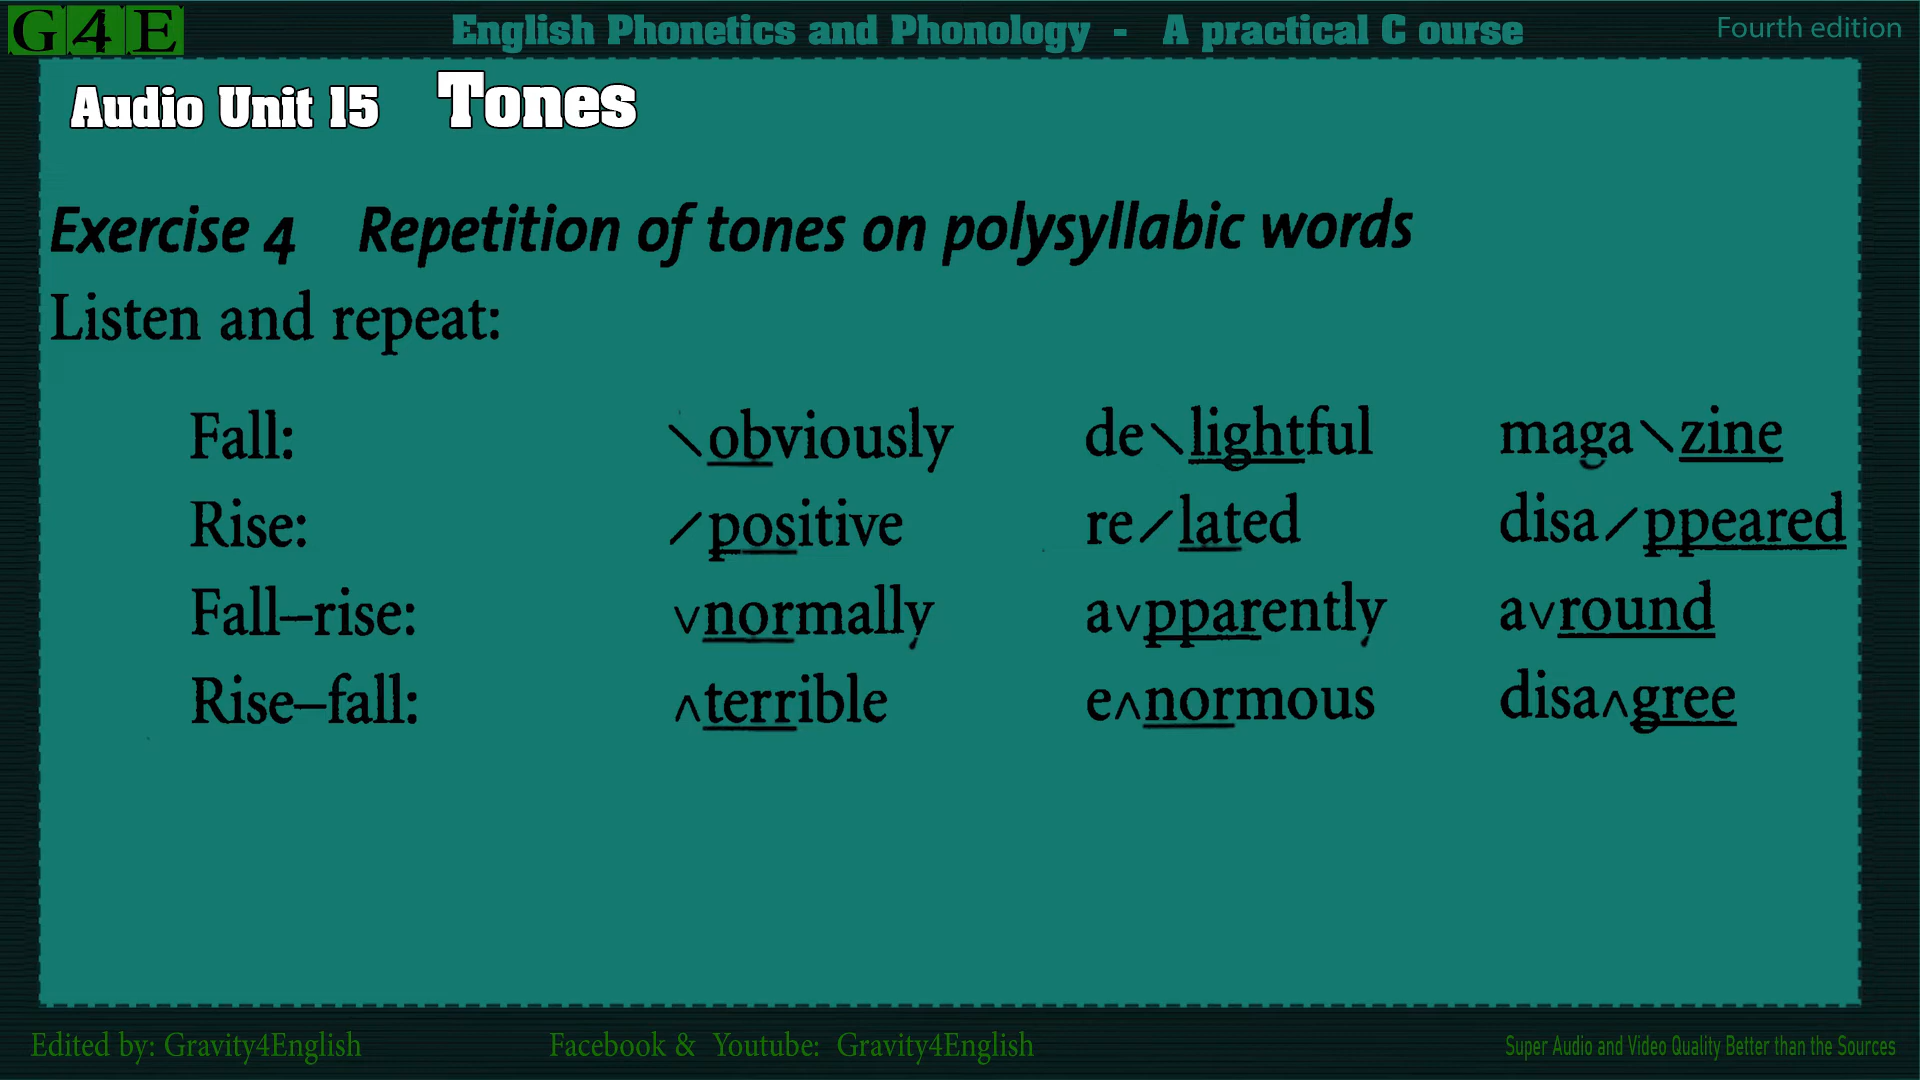 G4E English Phonetics and Phonology - A practical C ourse Fourth edition
Audio Unit 15 Tones
Exercise 4 Repetition of tones on polysyllabic words
Listen and repeat:
Fall: \obviously de\lightful maga\zine
Rise: /positive re/lated disa/ppeared
Fall–rise: ∨normally a∨pparently a∨round
Rise–fall: ∧terrible e∧normous disa∧gree
Edited by: Gravity4English Facebook & Youtube: Gravity4English Super Audio and Video Quality Better than the Sources